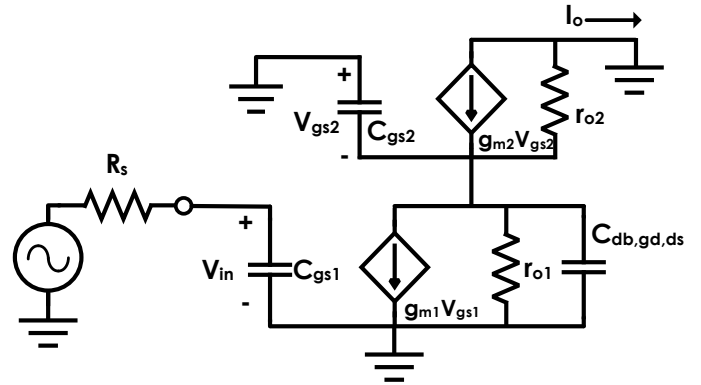 Io
+
Vgs2
Cgs2
-
gm2Vgs2
ro2
Rs
+
Vin
Cgs1
-
gm1Vgs1
ro1
Cdb,gd,ds